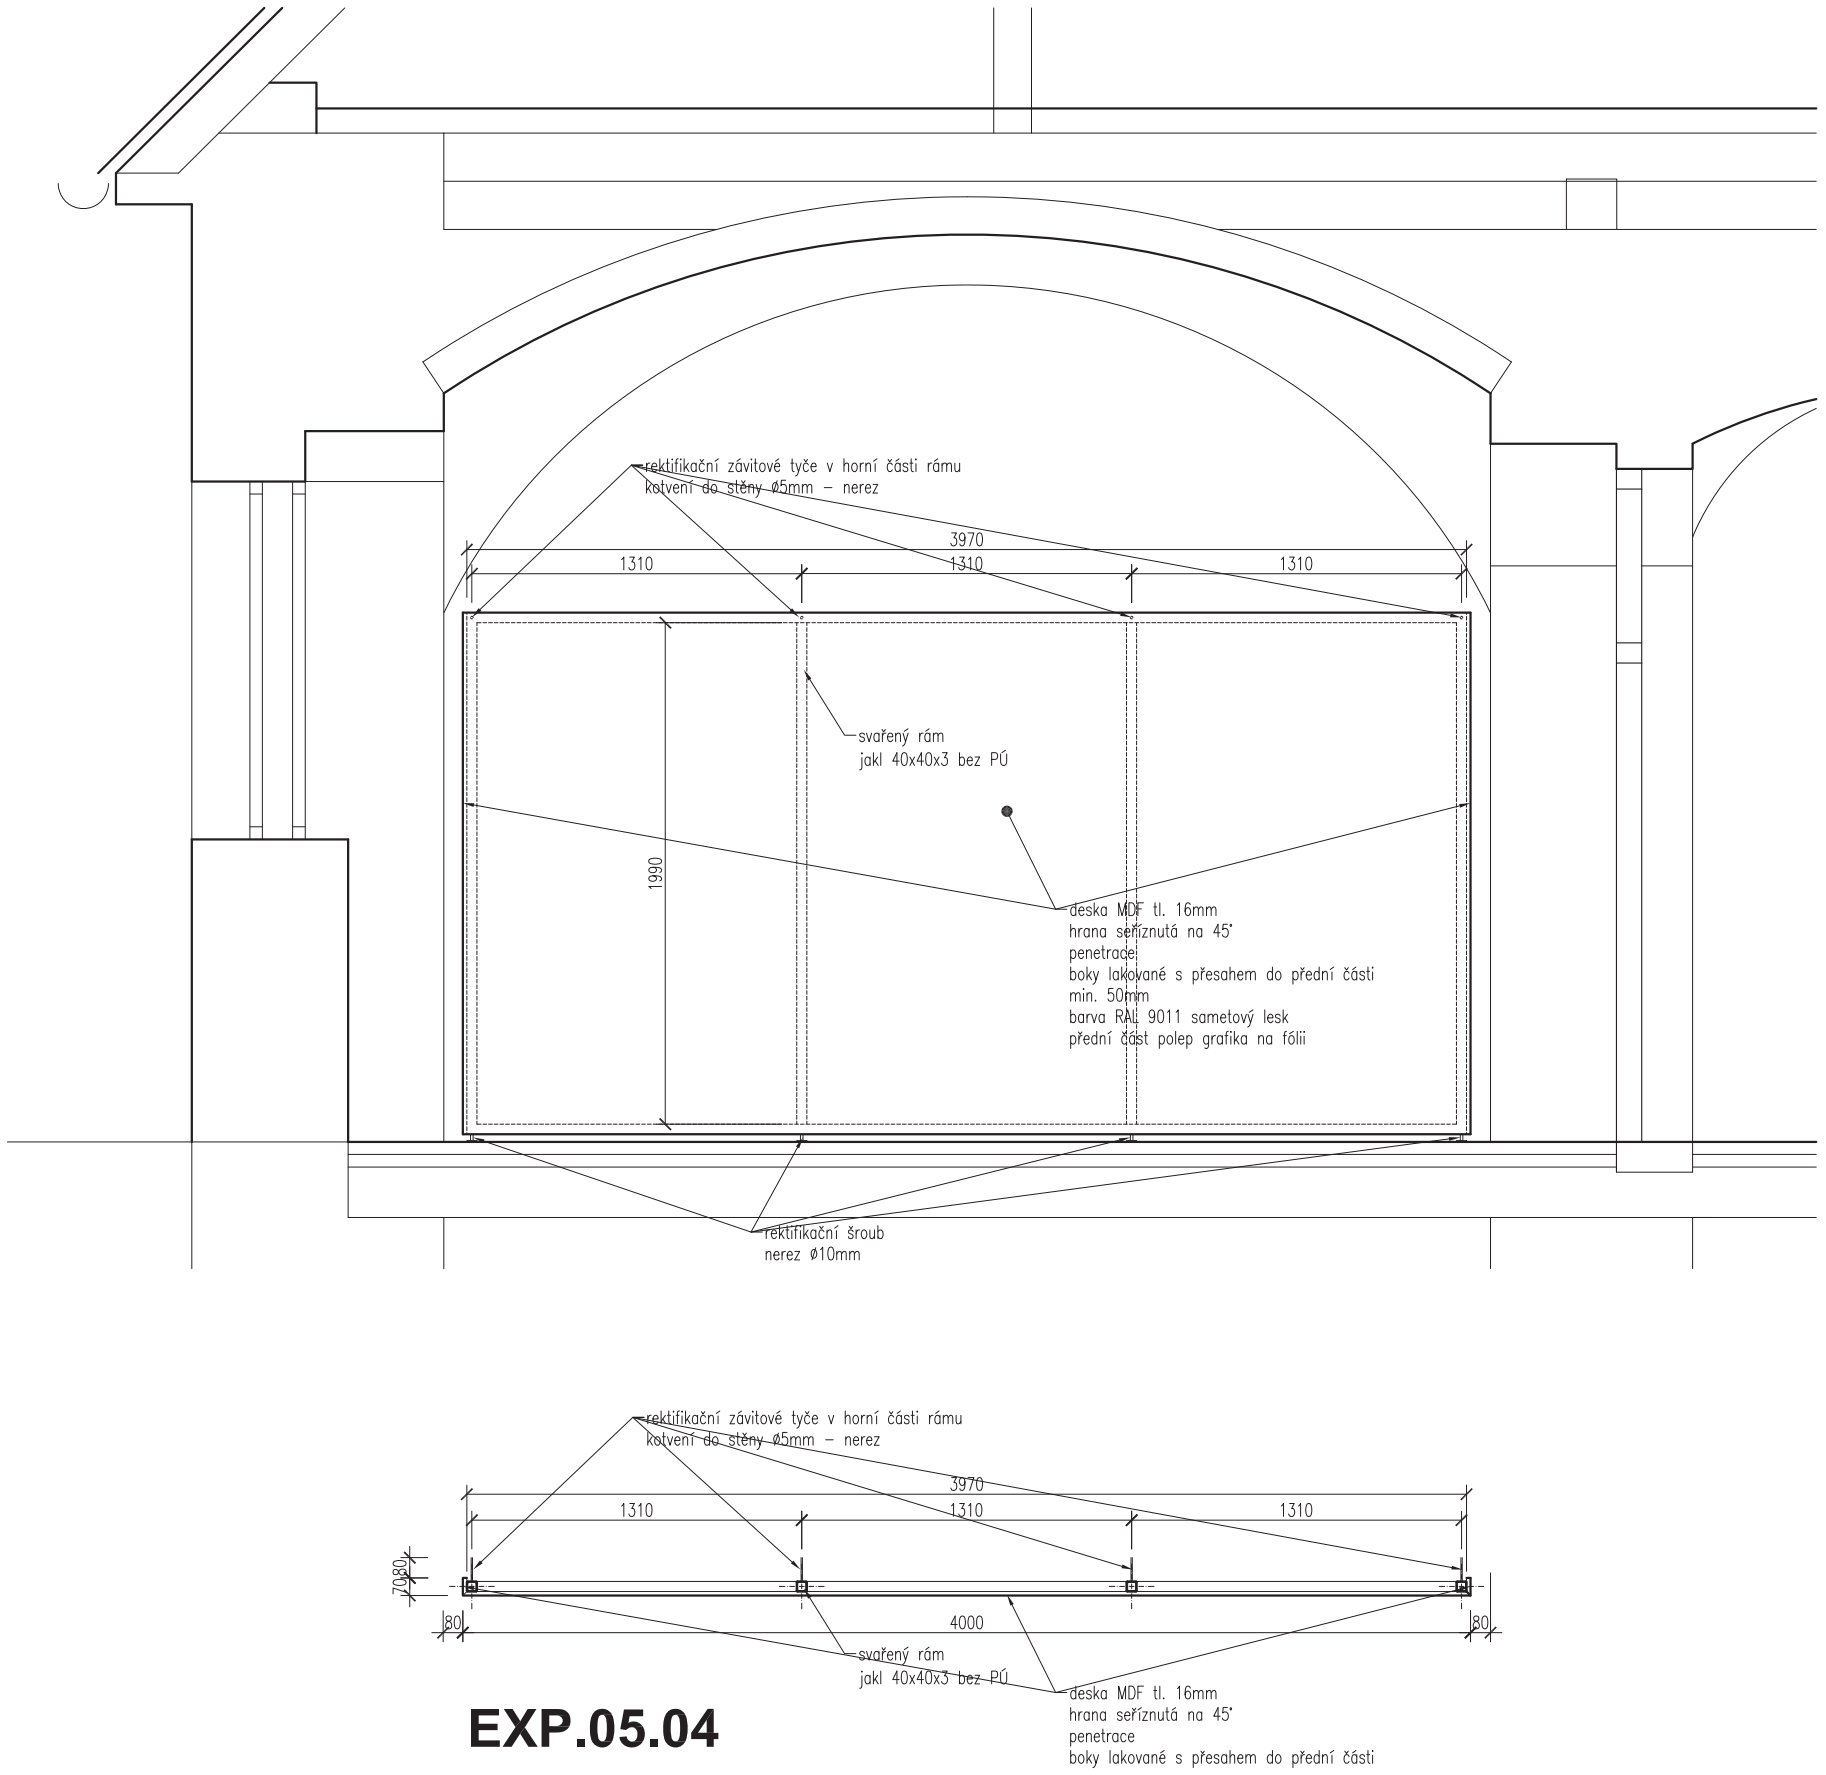 rektifikační závitové tyče v horní části rámu
kotvení do stěny ø5mm – nerez
3970
1310
1310
1310
svařený rám
jakl 40x40x3 bez PÚ
1990
deska MDF tl. 16mm
hrana seříznutá na 45°
penetrace
boky lakované s přesahem do přední části
min. 50mm
barva RAL 9011 sametový lesk
přední část polep grafika na fólii
rektifikační šroub
nerez ø10mm
rektifikační závitové tyče v horní části rámu
kotvení do stěny ø5mm – nerez
3970
1310
1310
1310
80
70
80
4000
80
svařený rám
jakl 40x40x3 bez PÚ
deska MDF tl. 16mm
hrana seříznutá na 45°
penetrace
boky lakované s přesahem do přední části
EXP.05.04